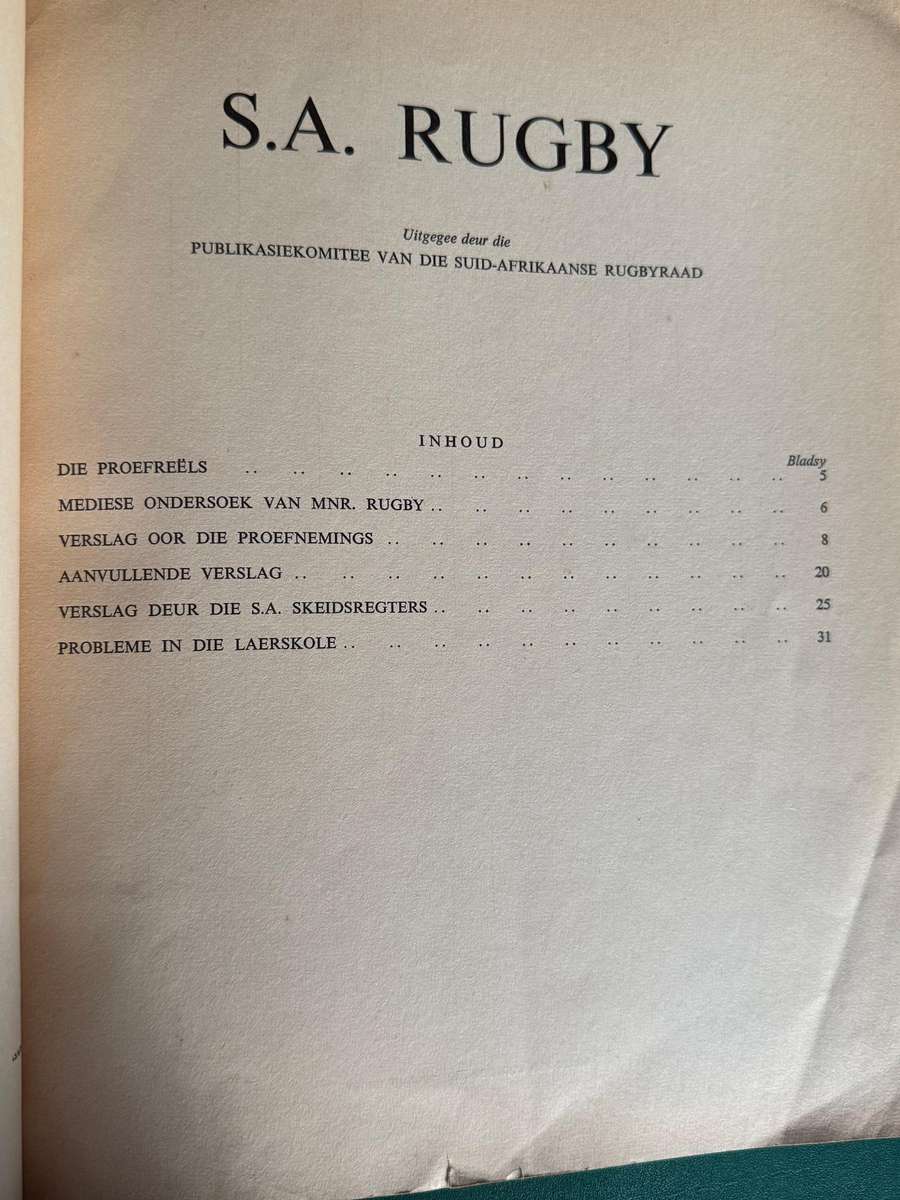 S.A. RUGBY
Uitgegee deur die
PUBLIKASIEKOMITEE VAN DIE SUID-AFRIKAANSE RUGBYRAAD
INHOUD
Bladsy
DIE PROEFREËLS .. .. .. .. .. .. .. .. .. .. .. .. .. 5
MEDIESE ONDERSOEK VAN MNR. RUGBY .. .. .. .. .. .. .. .. .. 6
VERSLAG OOR DIE PROEFNEMINGS .. .. .. .. .. .. .. .. .. .. 8
AANVULLENDE VERSLAG .. .. .. .. .. .. .. .. .. .. .. .. 20
VERSLAG DEUR DIE S.A. SKEIDSREGTERS .. .. .. .. .. .. .. .. .. 25
PROBLEME IN DIE LAERSKOLE .. .. .. .. .. .. .. .. .. .. .. 31